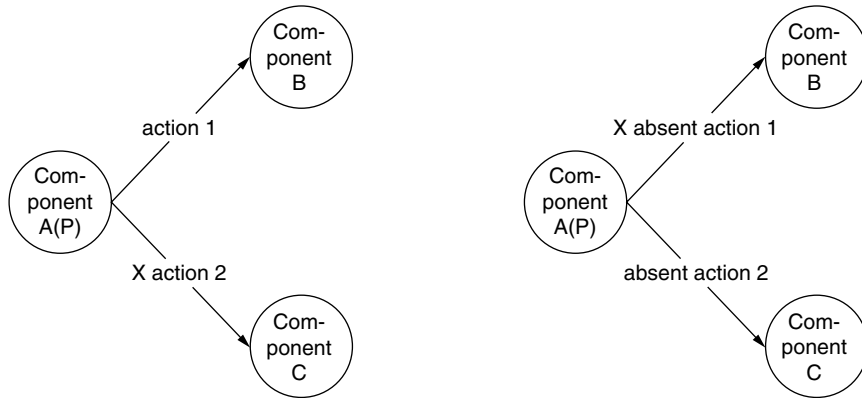 Com-
ponent
B
action 1
Com-
ponent
A(P)
X action 2
Com-
ponent
C
Com-
ponent
B
X absent action 1
Com-
ponent
A(P)
absent action 2
Com-
ponent
C